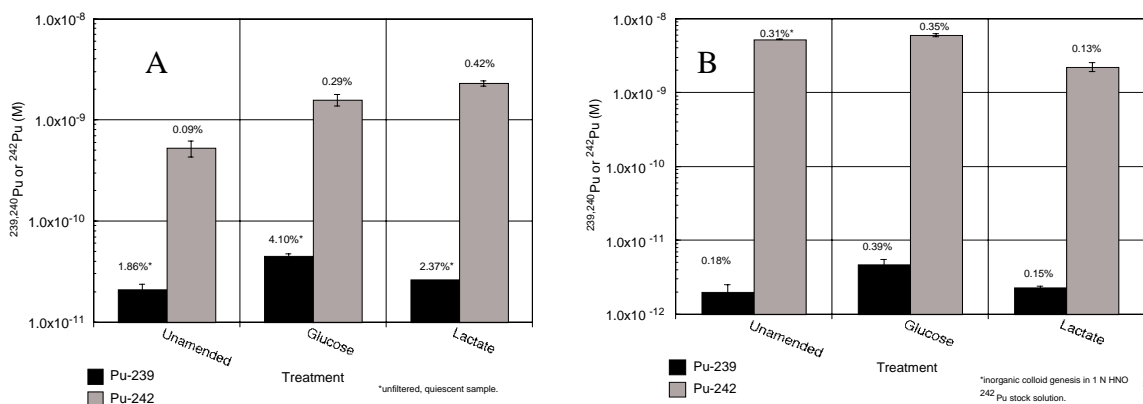 A
1.0x10⁻⁸
1.0x10⁻⁹
1.0x10⁻¹⁰
1.0x10⁻¹¹
²³⁹,²⁴⁰Pu or ²⁴²Pu (M)
1.86%*
0.09%
4.10%*
0.29%
2.37%*
0.42%
Unamended
Glucose
Lactate
Treatment
Pu-239
Pu-242
*unfiltered, quiescent sample.
B
1.0x10⁻⁸
1.0x10⁻⁹
1.0x10⁻¹⁰
1.0x10⁻¹¹
1.0x10⁻¹²
²³⁹,²⁴⁰Pu or ²⁴²Pu (M)
0.18%
0.31%*
0.39%
0.35%
0.15%
0.13%
Unamended
Glucose
Lactate
Treatment
Pu-239
Pu-242
*inorganic colloid genesis in 1 N HNO
²⁴²Pu stock solution.